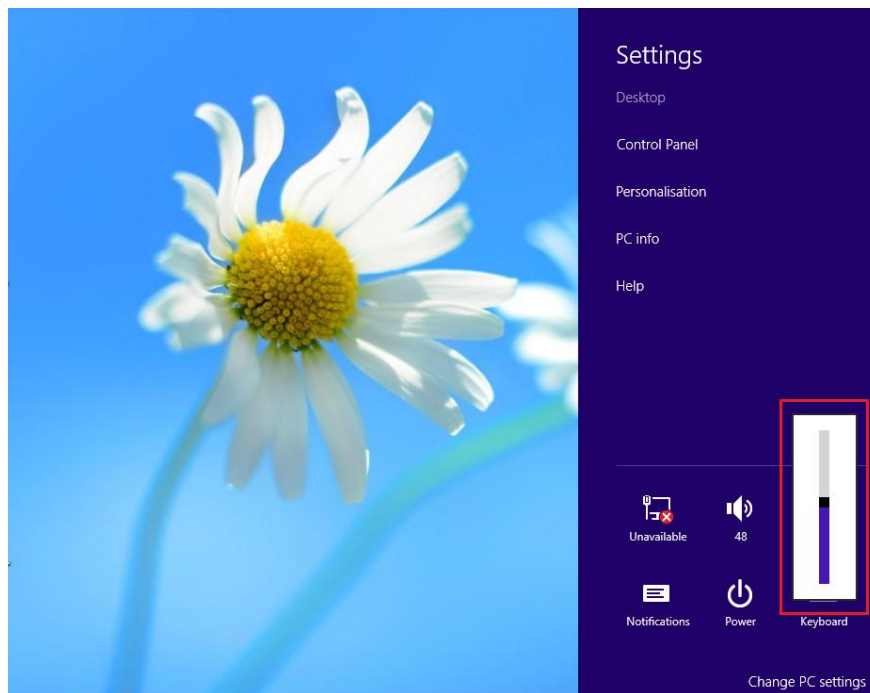 Settings
Desktop
Control Panel
Personalisation
PC info
Help
Unavailable
48
Notifications
Power
Keyboard
Change PC settings